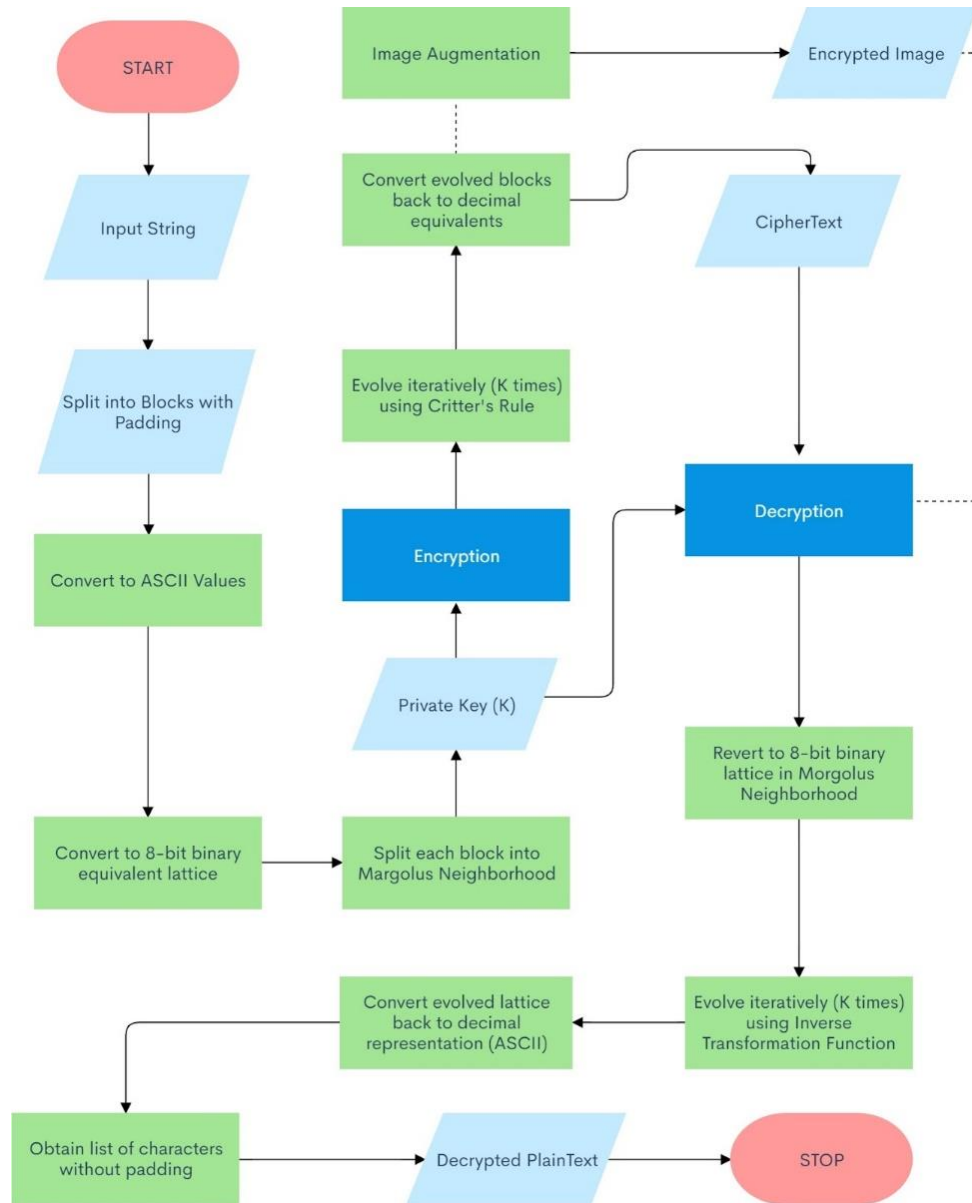 START
Input String
Split into Blocks with
Padding
Convert to ASCII Values
Convert to 8-bit binary
equivalent lattice
Split each block into
Margolus Neighborhood
Private Key (K)
Encryption
Evolve iteratively (K times)
using Critter's Rule
Convert evolved blocks
back to decimal
equivalents
Image Augmentation
Encrypted Image
CipherText
Decryption
Revert to 8-bit binary
lattice in Morgolus
Neighborhood
Evolve iteratively (K times)
using Inverse
Transformation Function
Convert evolved lattice
back to decimal
representation (ASCII)
Obtain list of characters
without padding
Decrypted PlainText
STOP